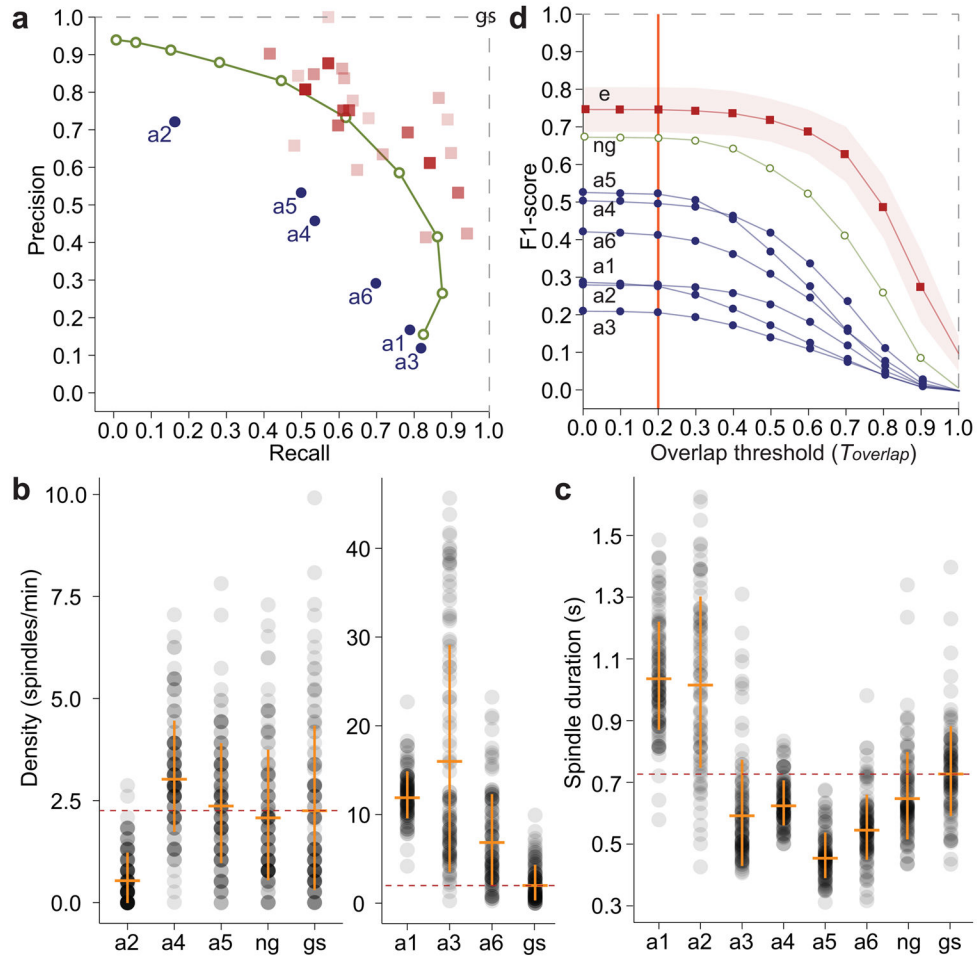 a
gs
1.0
0.9
0.8
0.7
0.6
0.5
0.4
0.3
0.2
0.1
0.0
Precision
a2
a5
a4
a6
a1
a3
0.0 0.1 0.2 0.3 0.4 0.5 0.6 0.7 0.8 0.9 1.0
Recall
d
1.0
0.9
0.8
0.7
0.6
0.5
0.4
0.3
0.2
0.1
0.0
F1-score
e
ng
a5
a4
a6
a1
a2
a3
0.0 0.1 0.2 0.3 0.4 0.5 0.6 0.7 0.8 0.9 1.0
Overlap threshold (Toverlap)
b
10.0
7.5
5.0
2.5
0.0
Density (spindles/min)
a2 a4 a5 ng gs
40
30
20
10
0
a1 a3 a6 gs
c
1.5
1.3
1.1
0.9
0.7
0.5
0.3
Spindle duration (s)
a1 a2 a3 a4 a5 a6 ng gs